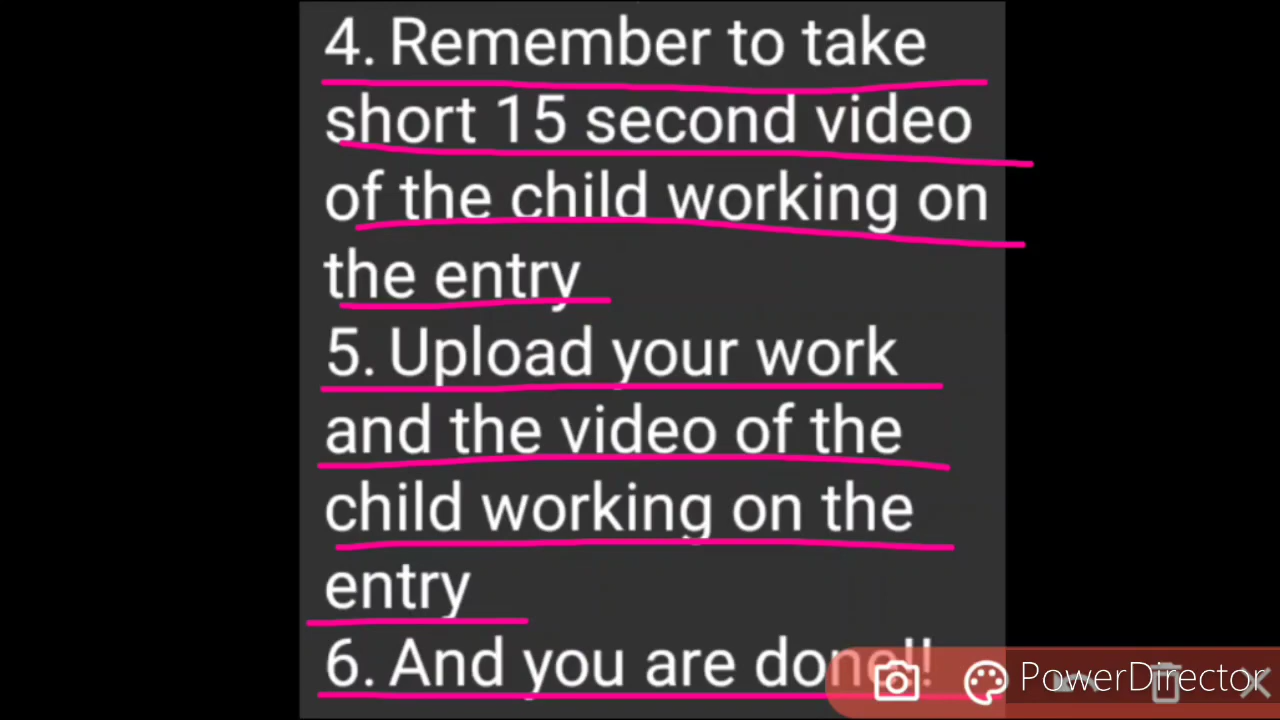 4. Remember to take
short 15 second video
of the child working on
the entry
5. Upload your work
and the video of the
child working on the
entry
6. And you are done!!
PowerDirector